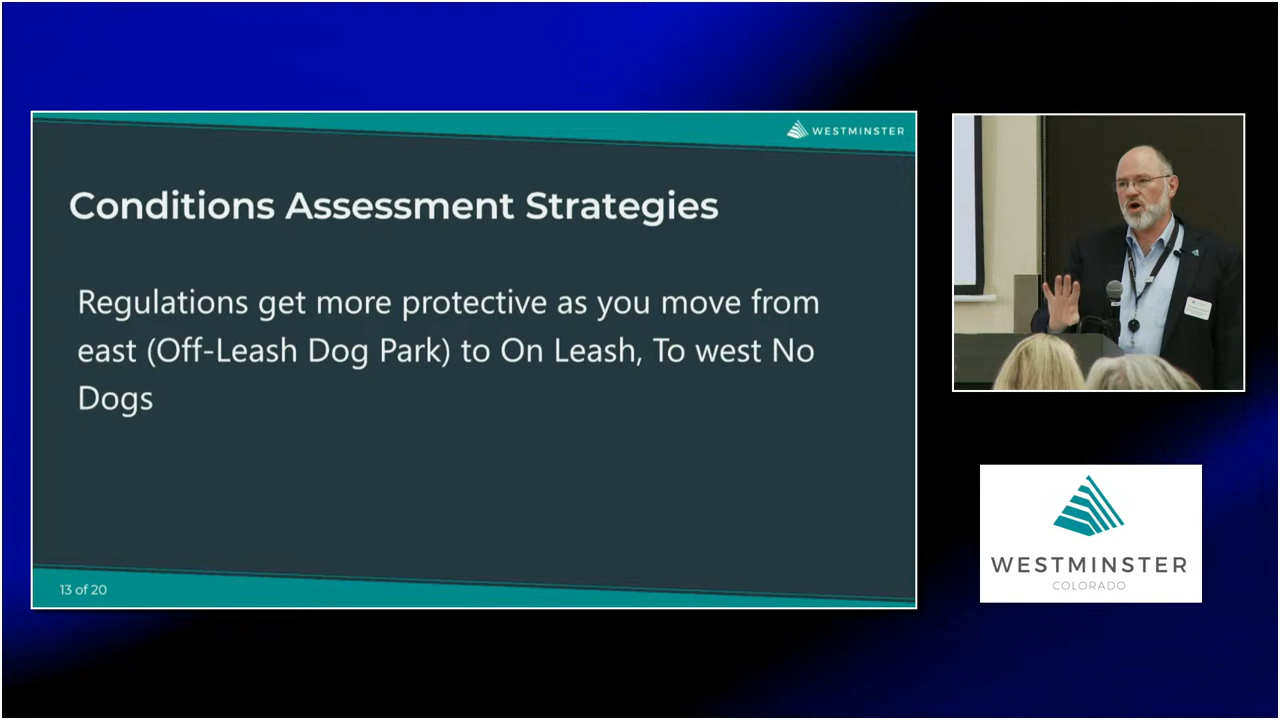 WESTMINSTER
Conditions Assessment Strategies
Regulations get more protective as you move from
east (Off-Leash Dog Park) to On Leash, To west No
Dogs
13 of 20
WESTMINSTER
COLORADO